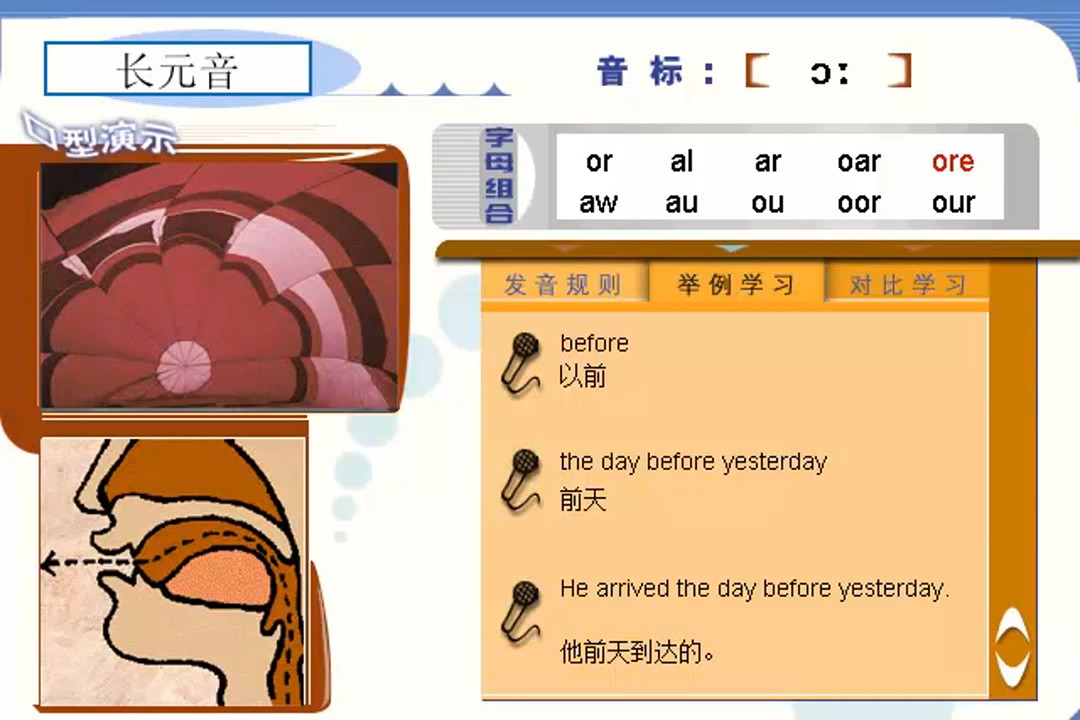 长元音
音标：[ ɔː ]
口型演示
字母组合
or al ar oar ore
aw au ou oor our
发音规则 举例学习 对比学习
before
以前
the day before yesterday
前天
He arrived the day before yesterday.
他前天到达的。